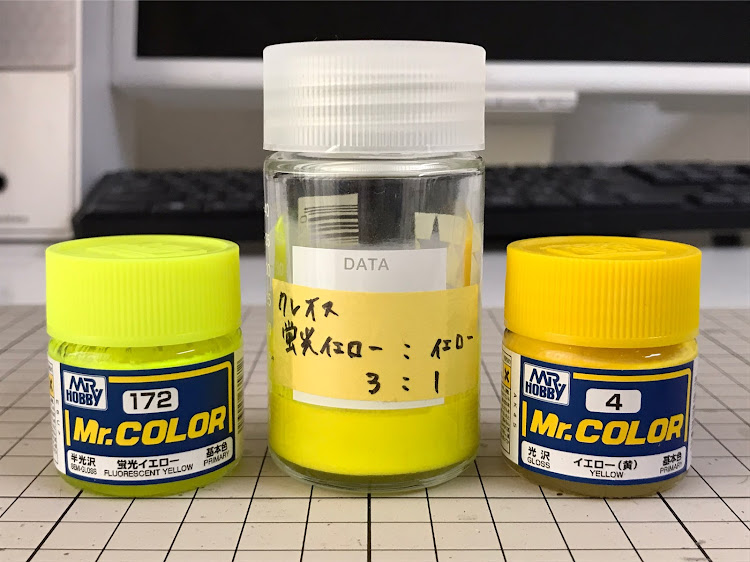 MR.
HOBBY
172
Mr.COLOR
半光沢
SEMI-GLOSS
蛍光イエロー
FLUORESCENT YELLOW
基本色
PRIMARY
DATA
クレイス
蛍光イエロー : イエロー
3 : 1
MR.
HOBBY
4
Mr.COLOR
光沢
GLOSS
イエロー(黄)
YELLOW
基本色
PRIMARY